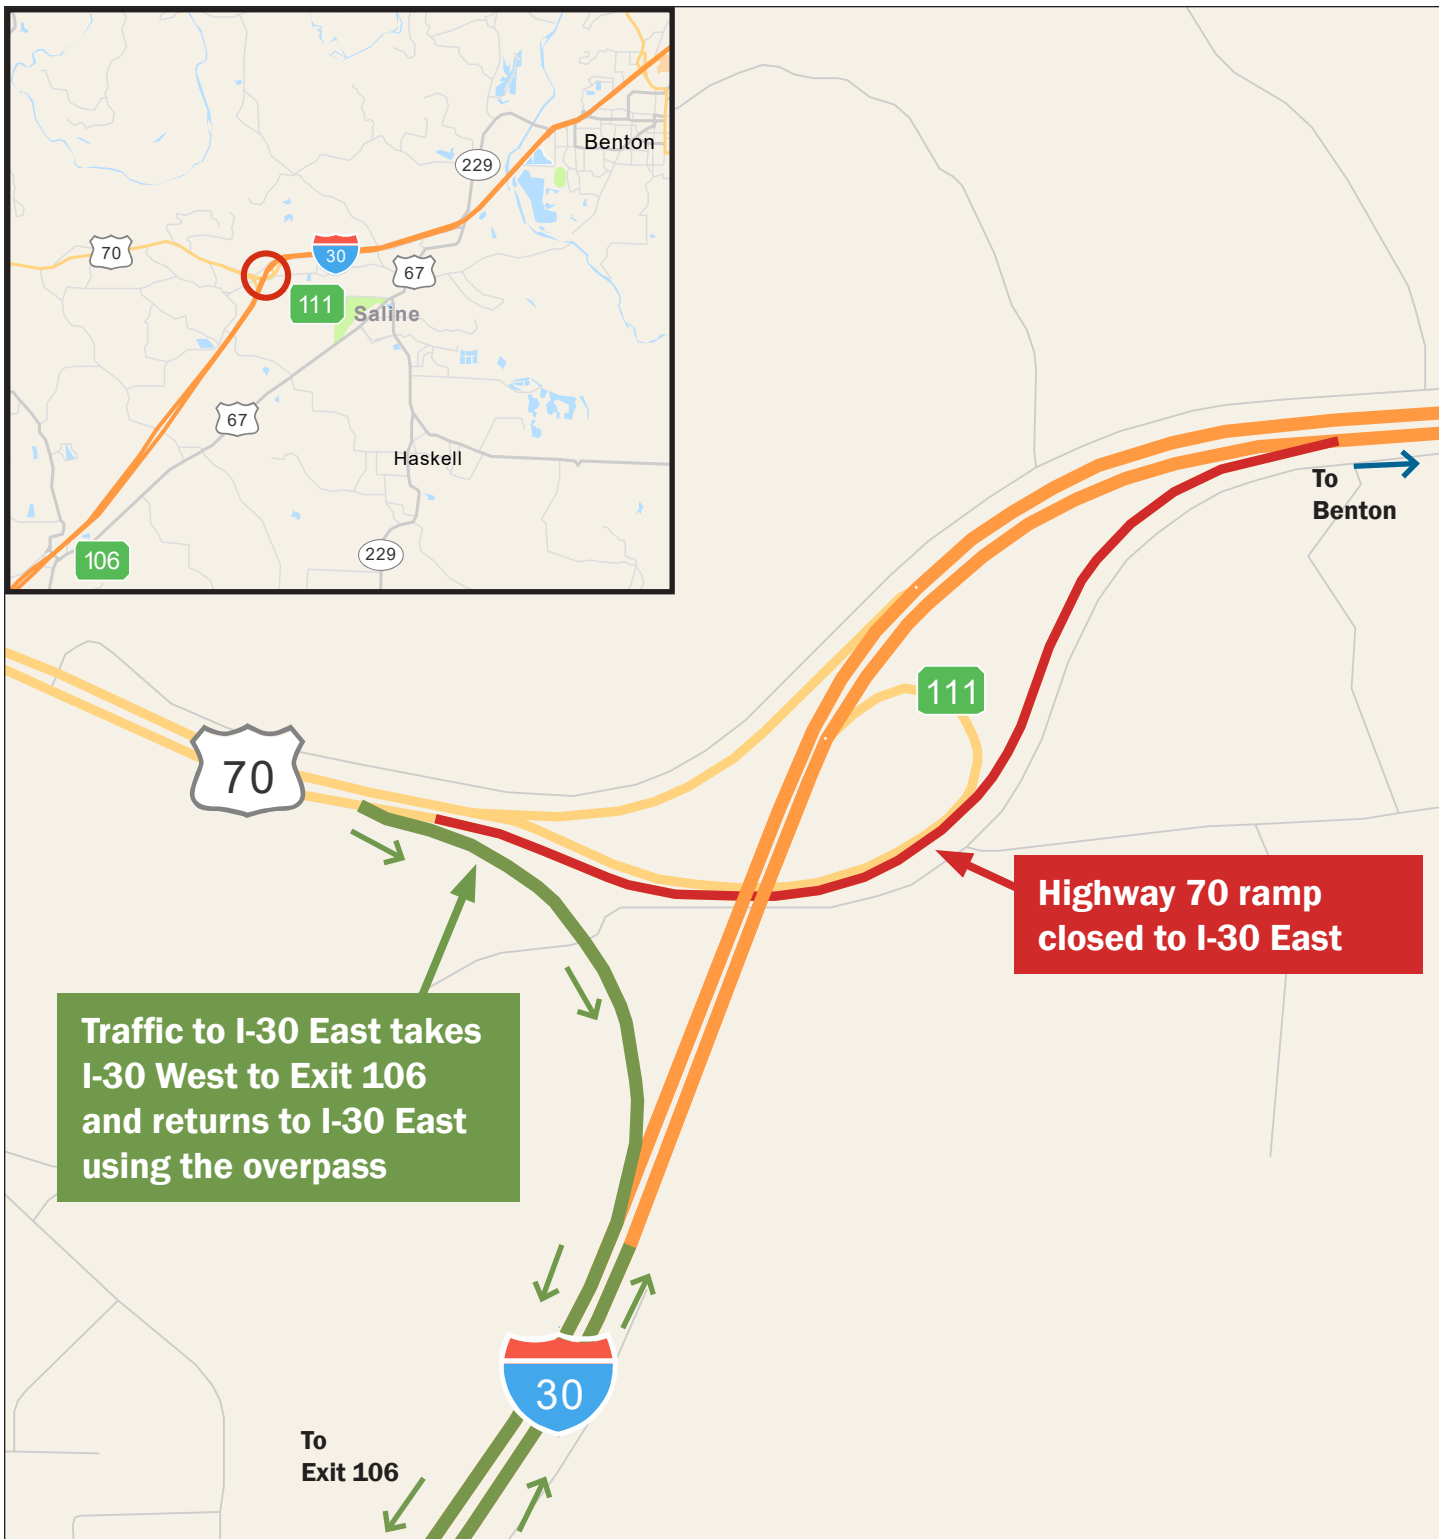 Benton
229
70
30
67
111
Saline
67
Haskell
229
106
To
Benton
111
70
Highway 70 ramp
closed to I-30 East
Traffic to I-30 East takes
I-30 West to Exit 106
and returns to I-30 East
using the overpass
30
To
Exit 106